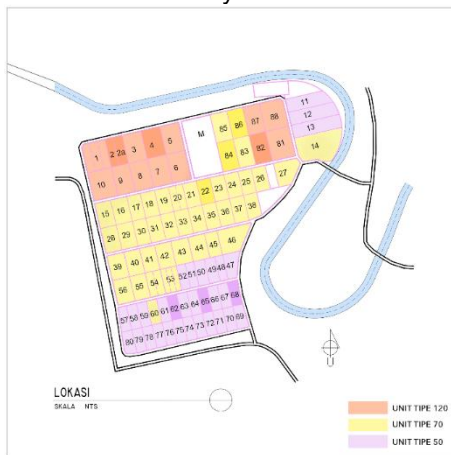 11
12
13
14
85 86 87 88
M
84 83 82 81
1 2 2a 3 4 5
10 9 8 7 6
27
15 16 17 18 19 20 21 22 23 24 25 26
28 29 30 31 32 33 34 35 36 37 38
39 40 41 42 43 44 45 46
56 55 54 53 52 51 50 49 48 47
57 58 59 60 61 62 63 64 65 66 67 68
80 79 78 77 76 75 74 73 72 71 70 69
LOKASI
SKALA NTS
UNIT TIPE 120
UNIT TIPE 70
UNIT TIPE 50